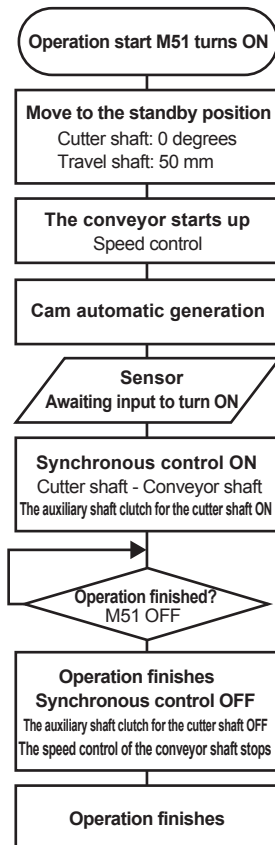 Operation start M51 turns ON
Move to the standby position
Cutter shaft: 0 degrees
Travel shaft: 50 mm
The conveyor starts up
Speed control
Cam automatic generation
Sensor
Awaiting input to turn ON
Synchronous control ON
Cutter shaft - Conveyor shaft
The auxiliary shaft clutch for the cutter shaft ON
Operation finished?
M51 OFF
Operation finishes
Synchronous control OFF
The auxiliary shaft clutch for the cutter shaft OFF
The speed control of the conveyor shaft stops
Operation finishes